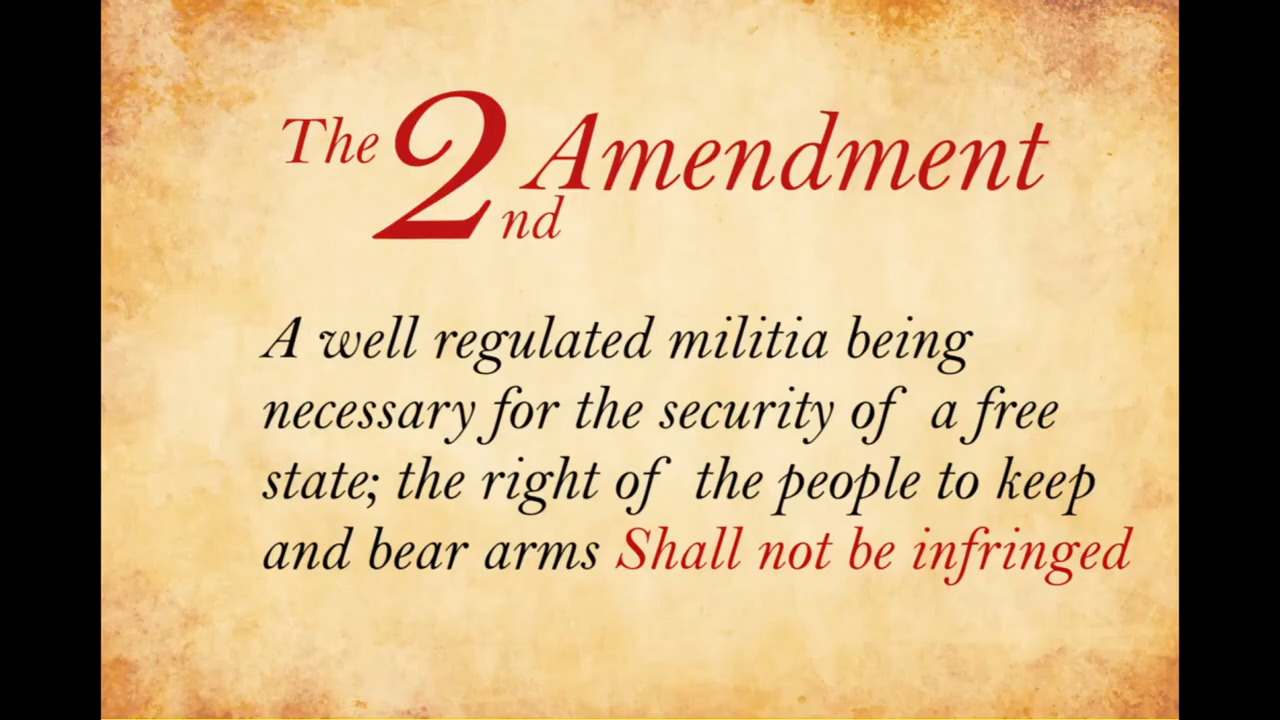 The 2nd Amendment
A well regulated militia being
necessary for the security of a free
state; the right of the people to keep
and bear arms Shall not be infringed